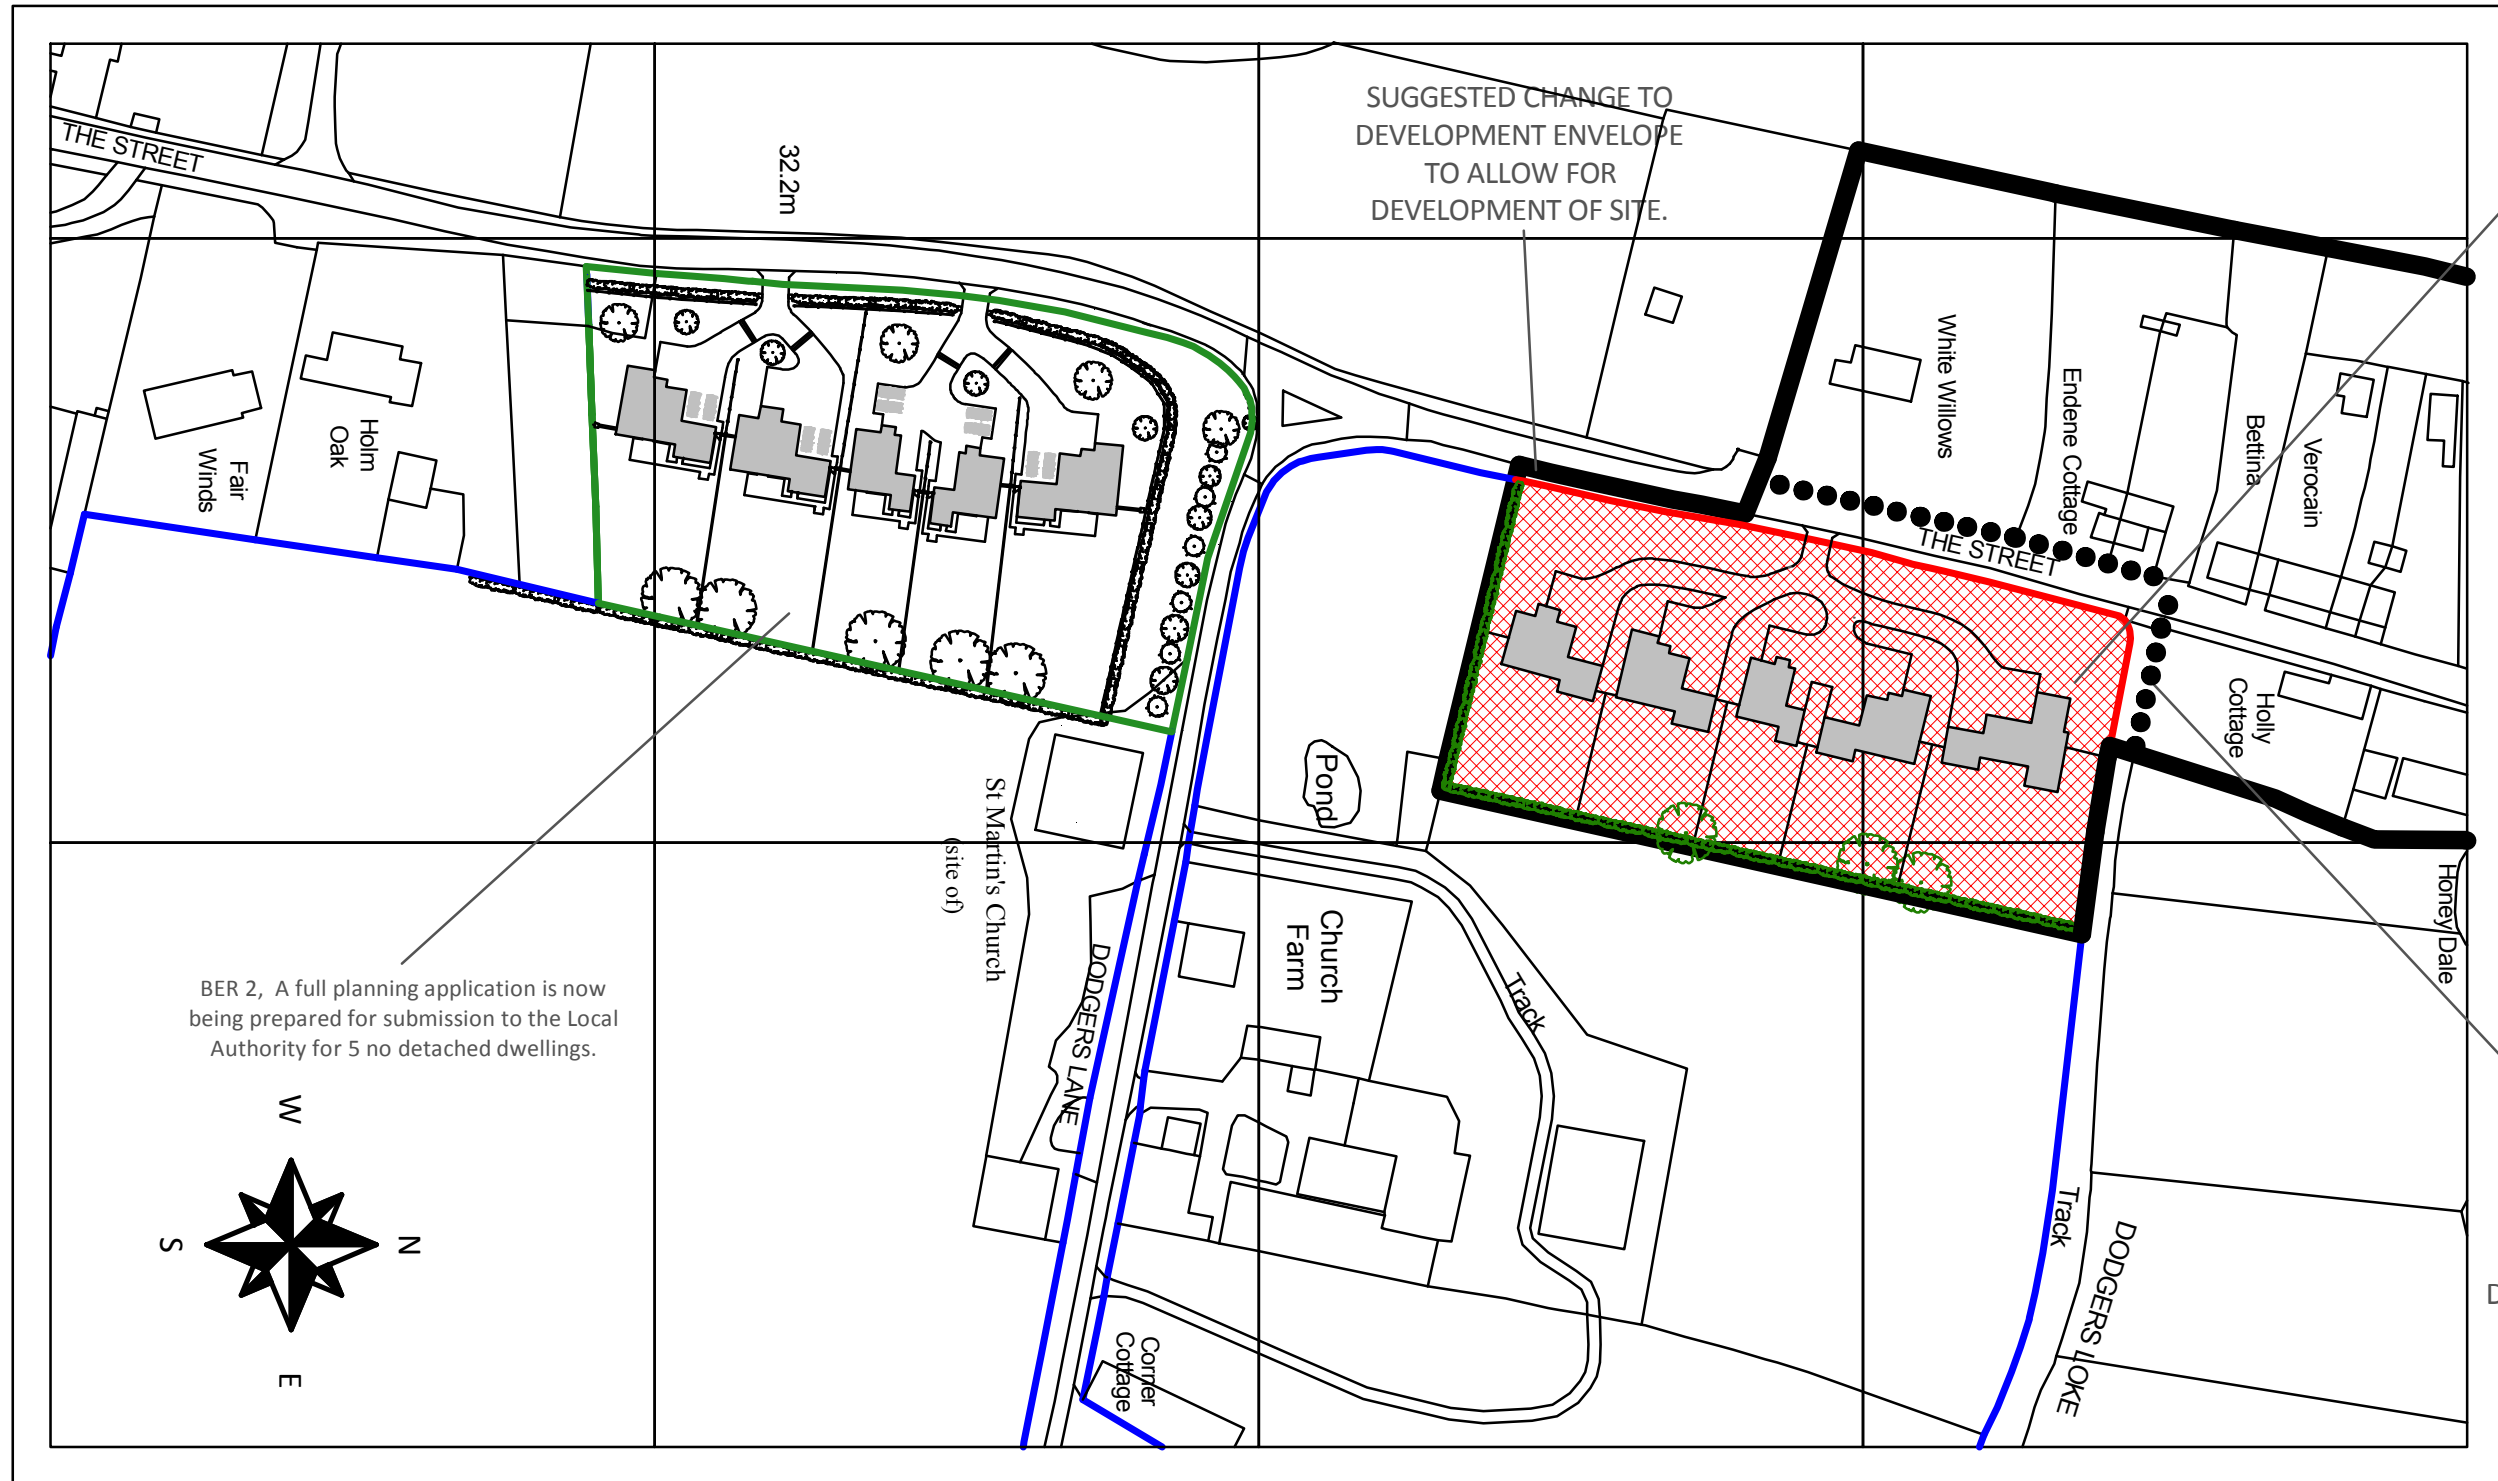 THE STREET
32.2m
SUGGESTED CHANGE TO
DEVELOPMENT ENVELOPE
TO ALLOW FOR
DEVELOPMENT OF SITE.
White Willows
Endene Cottage
Bettina
Verocain
THE STREET
Holm
Oak
Fair
Winds
Holly
Cottage
Pond
St Martin's Church
(site of)
Church
Farm
Track
Honey Dale
DODGERS LANE
BER 2, A full planning application is now
being prepared for submission to the Local
Authority for 5 no detached dwellings.
W
S
N
E
Track
DODGERS LOKE
Corner
Cottage
D